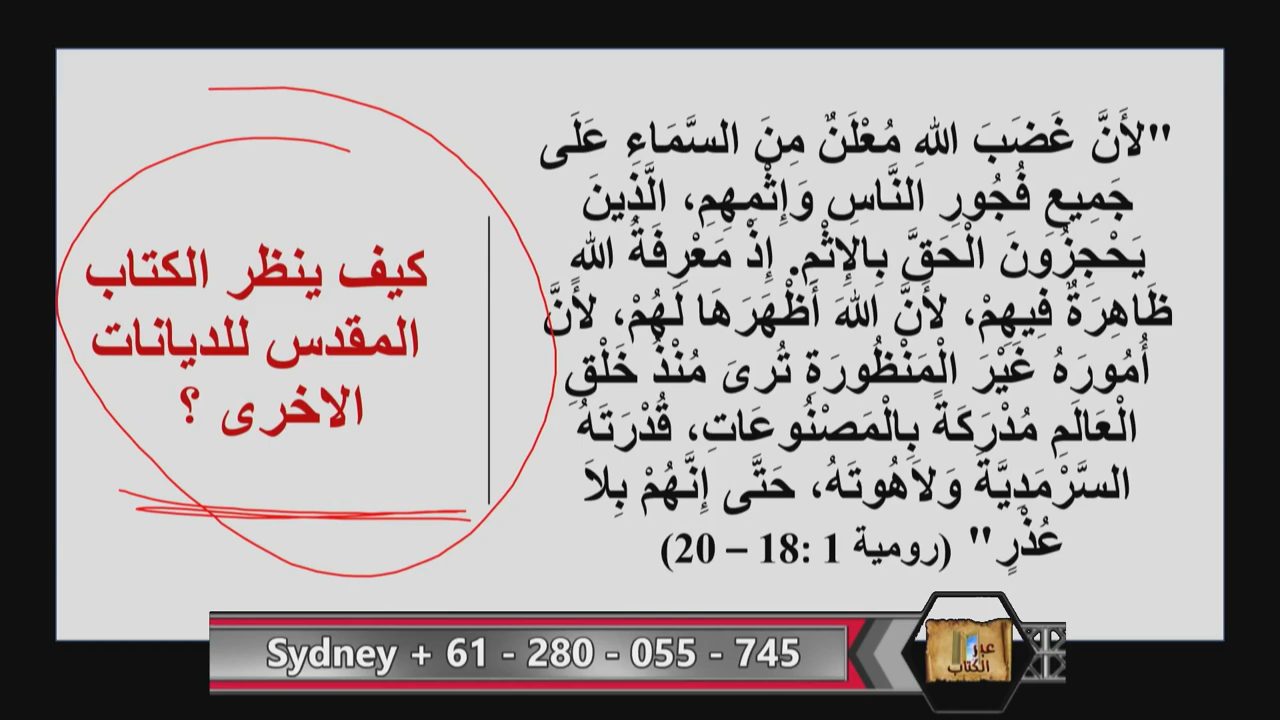 "لأَنَّ غَضَبَ اللهِ مُعْلَنٌ مِنَ السَّمَاءِ عَلَى
جَمِيعِ فُجُورِ النَّاسِ وَإِثْمِهِمِ، الَّذِينَ
يَحْجِزُونَ الْحَقَّ بِالإِثْمِ. إِذْ مَعْرِفَةُ اللهِ
ظَاهِرَةٌ فِيهِمْ، لأَنَّ اللهَ أَظْهَرَهَا لَهُمْ، لأَنَّ
أُمُورَهُ غَيْرَ الْمَنْظُورَةِ تُرىَ مُنْذُ خَلْقِ
الْعَالَمِ مُدْرَكَةً بِالْمَصْنُوعَاتِ، قُدْرَتَهُ
السَّرْمَدِيَّةَ وَلاَهُوتَهُ، حَتَّى إِنَّهُمْ بِلاَ
عُذْرٍ" (رومية 1 :18 – 20)
كيف ينظر الكتاب
المقدس للديانات
الاخرى ؟
Sydney + 61 - 280 - 055 - 745
عبر
الكتاب